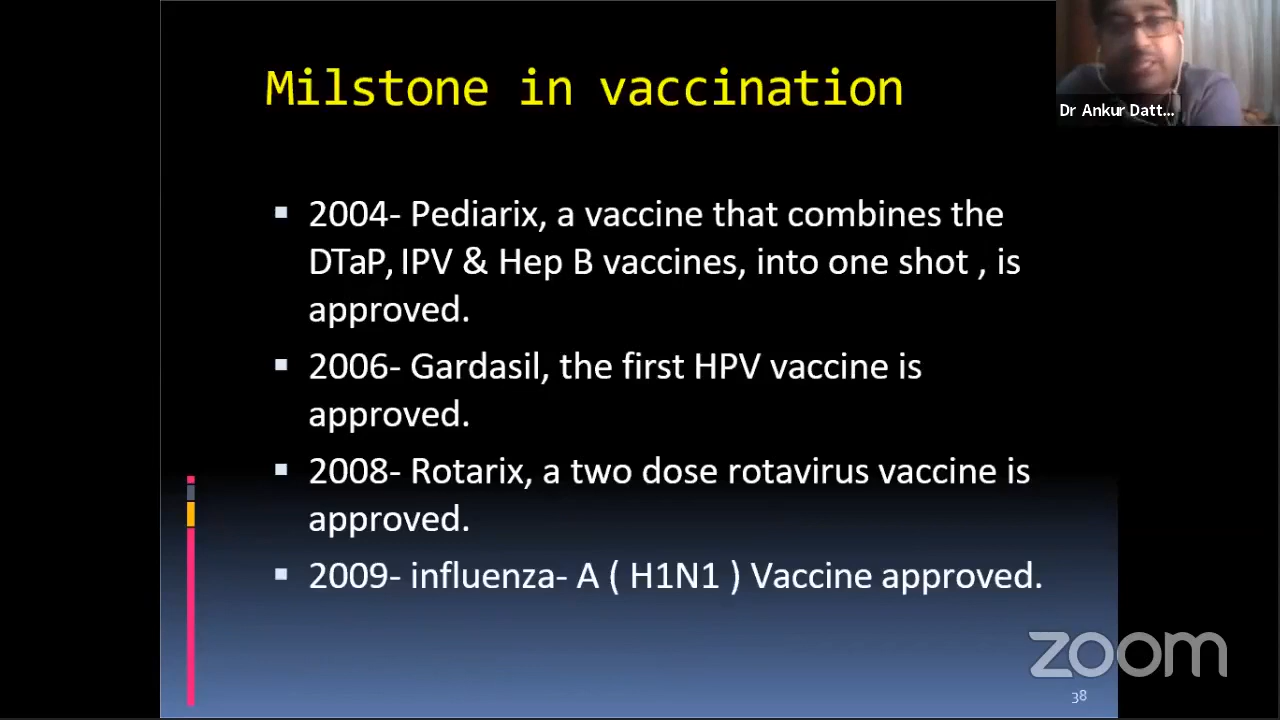 Milstone in vaccination
Dr Ankur Datt...
▪ 2004- Pediarix, a vaccine that combines the
DTaP, IPV & Hep B vaccines, into one shot , is
approved.
▪ 2006- Gardasil, the first HPV vaccine is
approved.
▪ 2008- Rotarix, a two dose rotavirus vaccine is
approved.
▪ 2009- influenza- A ( H1N1 ) Vaccine approved.
zoom
38